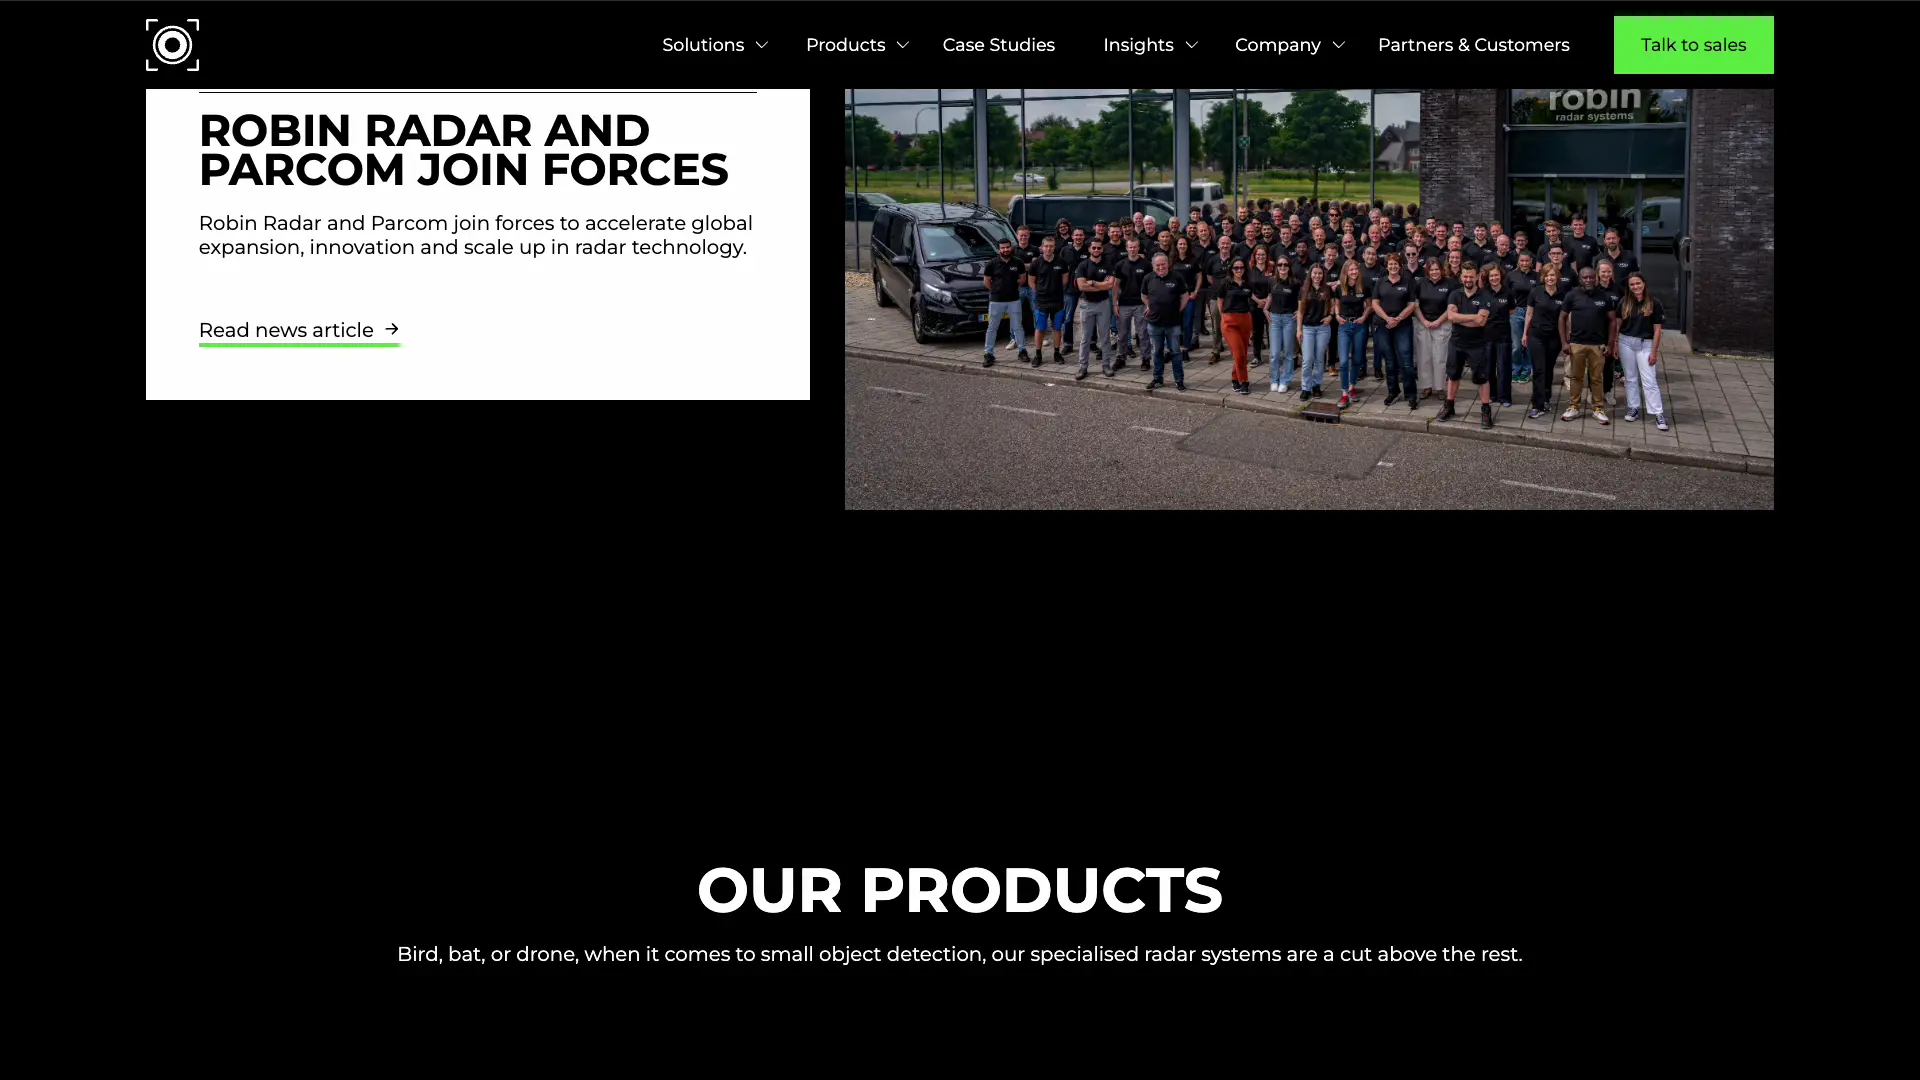 Solutions
Products
Case Studies
Insights
Company
Partners & Customers
Talk to sales
ROBIN RADAR AND
PARCOM JOIN FORCES
Robin Radar and Parcom join forces to accelerate global
expansion, innovation and scale up in radar technology.
Read news article
robin
radar systems
OUR PRODUCTS
Bird, bat, or drone, when it comes to small object detection, our specialised radar systems are a cut above the rest.